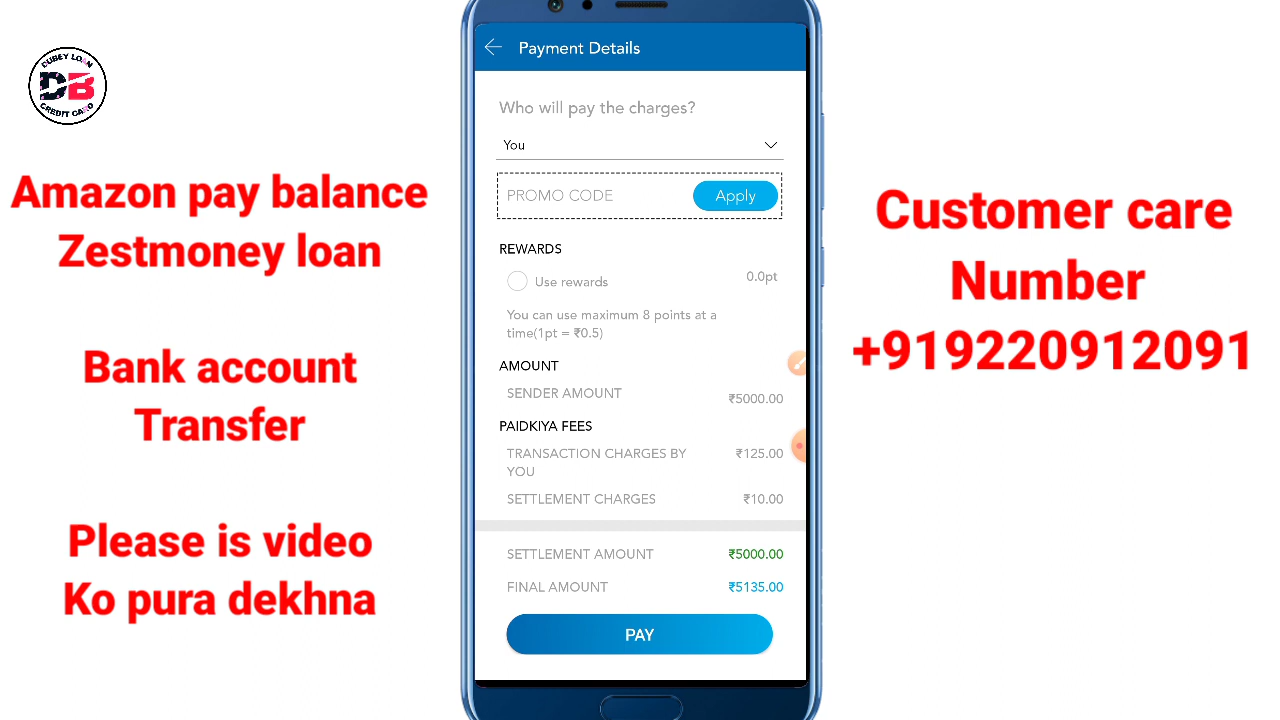 DUBEY LOAN
DB
CREDIT CARD
Amazon pay balance
Zestmoney loan
Bank account
Transfer
Please is video
Ko pura dekhna
Payment Details
Who will pay the charges?
You
PROMO CODE Apply
REWARDS
Use rewards 0.0pt
You can use maximum 8 points at a
time(1pt = ₹0.5)
AMOUNT
SENDER AMOUNT ₹5000.00
PAIDKIYA FEES
TRANSACTION CHARGES BY ₹125.00
YOU
SETTLEMENT CHARGES ₹10.00
SETTLEMENT AMOUNT ₹5000.00
FINAL AMOUNT ₹5135.00
PAY
Customer care
Number
+919220912091